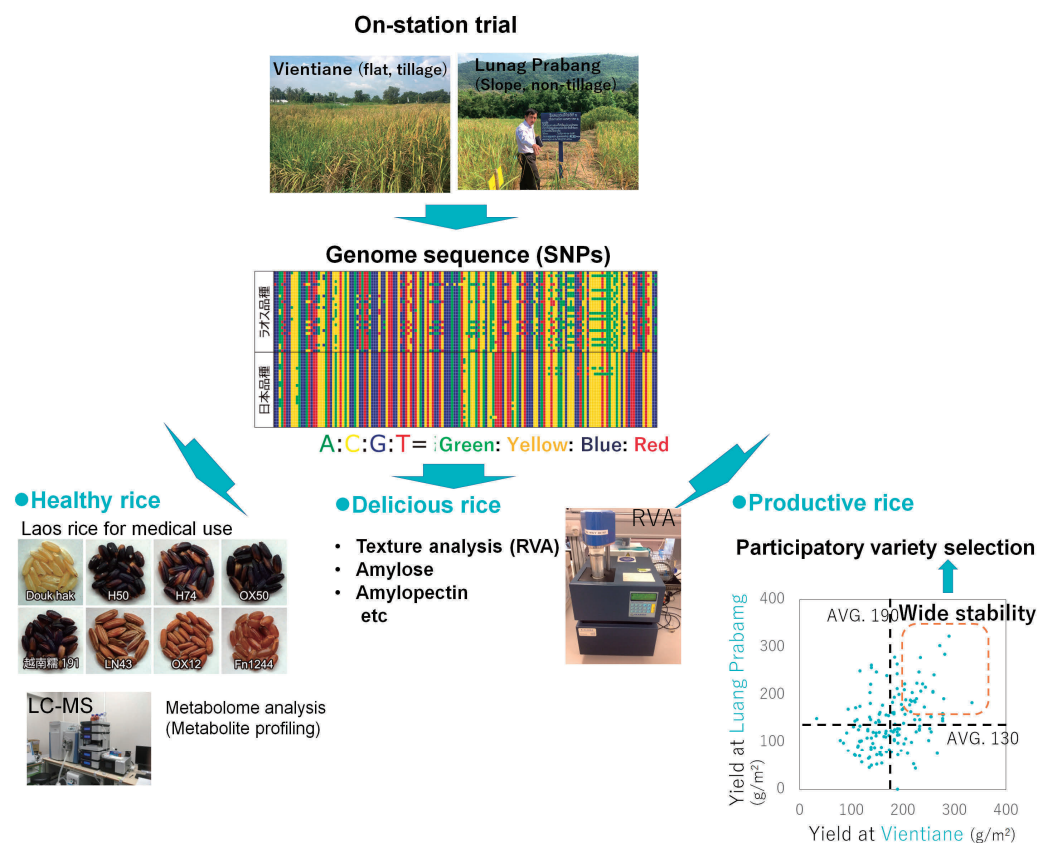 On-station trial
Vientiane (flat, tillage)
Lunag Prabang
(Slope, non-tillage)
Genome sequence (SNPs)
ラオス品種
日本品種
A:C:G:T= Green: Yellow: Blue: Red
●Healthy rice
Laos rice for medical use
Douk hak
H50
H74
OX50
越南糯 191
LN43
OX12
Fn1244
LC-MS
Metabolome analysis
(Metabolite profiling)
●Delicious rice
• Texture analysis (RVA)
• Amylose
• Amylopectin
etc
RVA
●Productive rice
Participatory variety selection
Wide stability
AVG. 190
AVG. 130
400
300
200
100
0
0 100 200 300 400
Yield at Luang Prabamg
(g/m²)
Yield at Vientiane (g/m²)